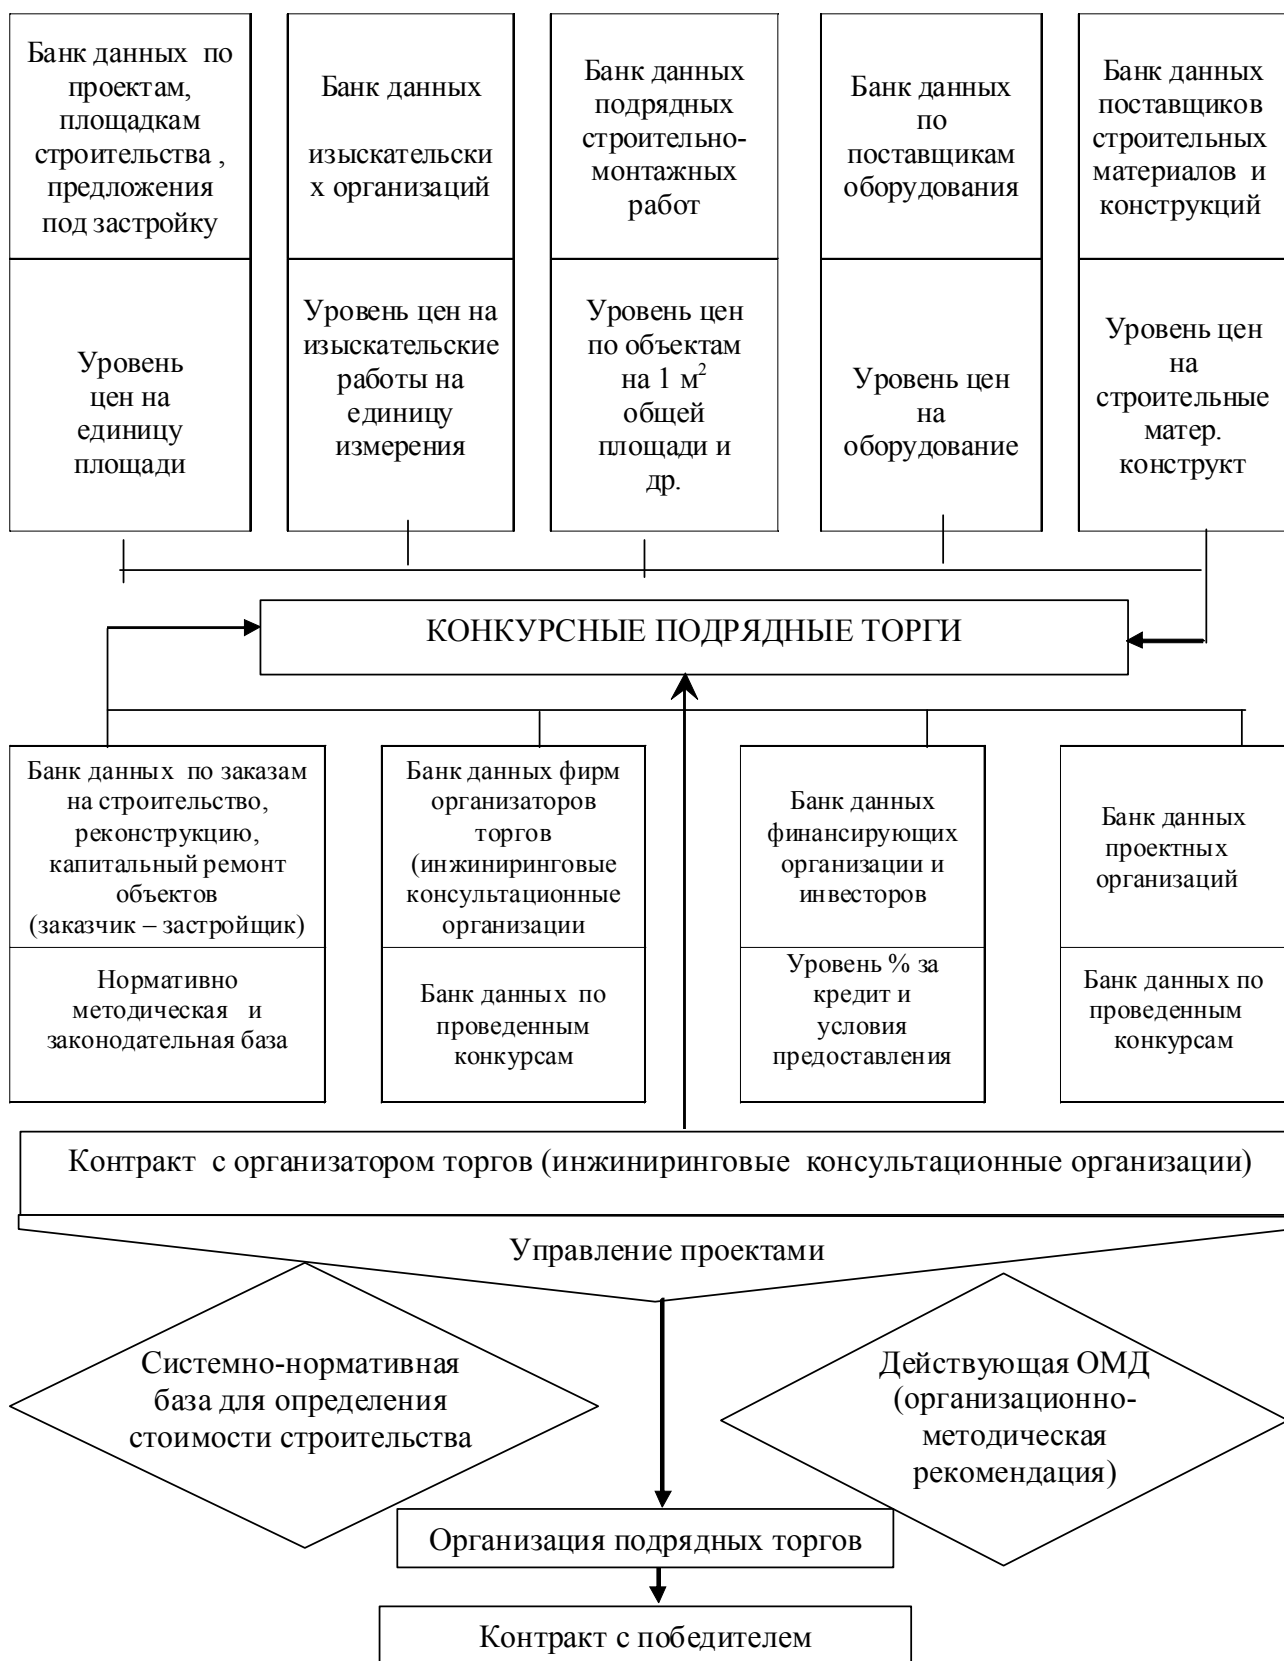 Банк данных по
проектам,
площадкам
строительства ,
предложения
под застройку
Банк данных
изыскательски
х организаций
Банк данных
подрядных
строительно-
монтажных
работ
Банк данных
по
поставщикам
оборудования
Банк данных
поставщиков
строительных
материалов и
конструкций
Уровень
цен на
единицу
площади
Уровень цен на
изыскательские
работы на
единицу
измерения
Уровень цен
по объектам
на 1 м²
общей
площади и
др.
Уровень цен
на
оборудование
Уровень цен
на
строительные
матер.
конструкт
КОНКУРСНЫЕ ПОДРЯДНЫЕ ТОРГИ
Банк данных по заказам
на строительство,
реконструкцию,
капитальный ремонт
объектов
(заказчик – застройщик)
Банк данных фирм
организаторов
торгов
(инжиниринговые
консультационные
организации
Банк данных
финансирующих
организации и
инвесторов
Банк данных
проектных
организаций
Нормативно
методическая и
законодательная база
Банк данных по
проведенным
конкурсам
Уровень % за
кредит и
условия
предоставления
Банк данных по
проведенным
конкурсам
Контракт с организатором торгов (инжиниринговые консультационные организации)
Управление проектами
Системно-нормативная
база для определения
стоимости строительства
Действующая ОМД
(организационно-
методическая
рекомендация)
Организация подрядных торгов
Контракт с победителем